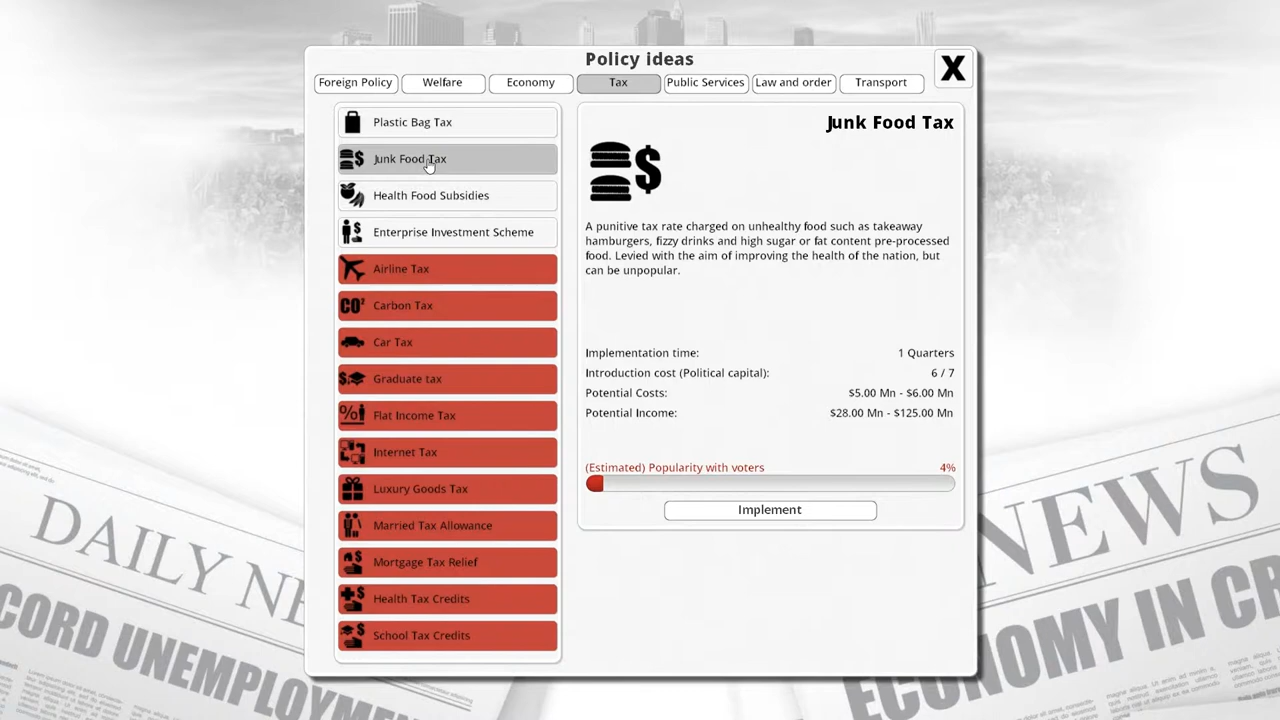 Policy ideas
X
Foreign Policy
Welfare
Economy
Tax
Public Services
Law and order
Transport
Plastic Bag Tax
Junk Food Tax
Health Food Subsidies
Enterprise Investment Scheme
Airline Tax
CO² Carbon Tax
Car Tax
$ Graduate tax
% Flat Income Tax
Internet Tax
Luxury Goods Tax
Married Tax Allowance
Mortgage Tax Relief
Health Tax Credits
School Tax Credits
Junk Food Tax
$
A punitive tax rate charged on unhealthy food such as takeaway
hamburgers, fizzy drinks and high sugar or fat content pre-processed
food. Levied with the aim of improving the health of the nation, but
can be unpopular.
Implementation time: 1 Quarters
Introduction cost (Political capital): 6 / 7
Potential Costs: $5.00 Mn - $6.00 Mn
Potential Income: $28.00 Mn - $125.00 Mn
(Estimated) Popularity with voters 4%
Implement
DAILY NE
CORD UNEMPLOYM
NEWS
ECONOMY IN CR